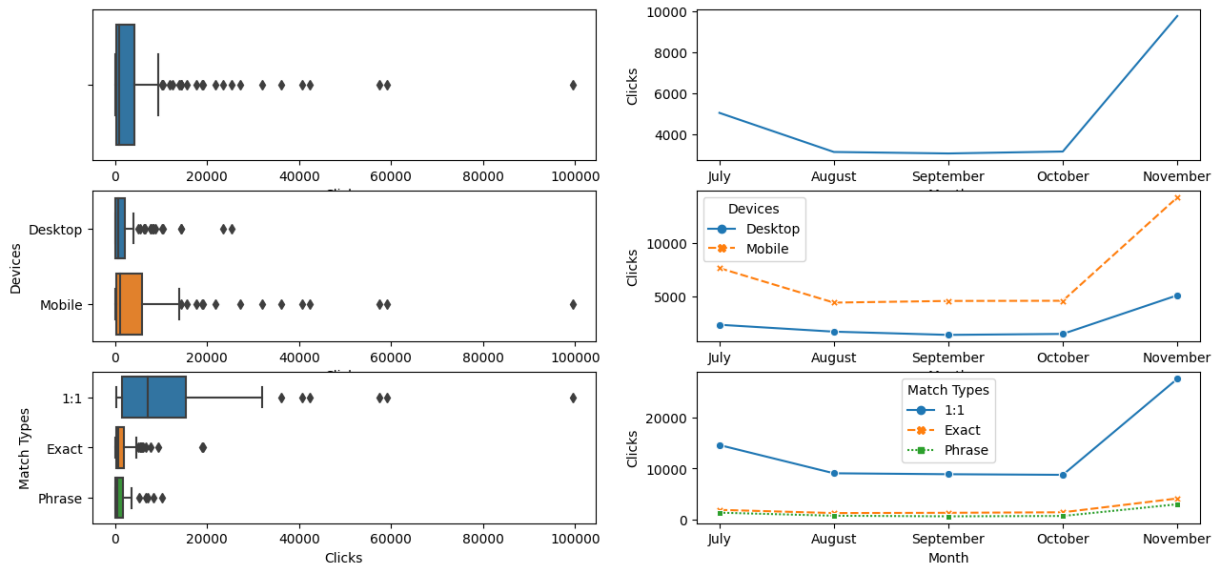 0 20000 40000 60000 80000 100000
Clicks
Clicks
10000
8000
6000
4000
July August September October November
Month
Devices
Desktop
Mobile
0 20000 40000 60000 80000 100000
Clicks
Devices
Desktop
Mobile
10000
5000
July August September October November
Month
Match Types
1:1
Exact
Phrase
0 20000 40000 60000 80000 100000
Clicks
Clicks
Match Types
1:1
Exact
Phrase
20000
10000
0
July August September October November
Month